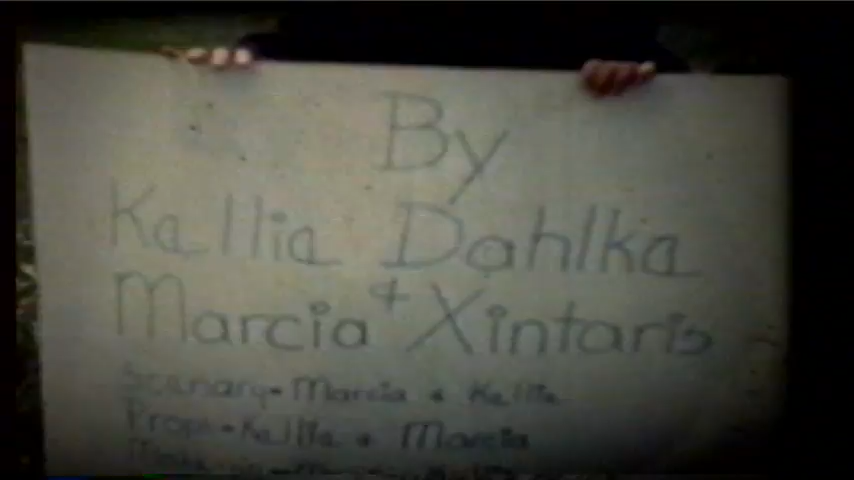 By
Kallia Dahlka
+
Marcia Xintaris
Scenary - Marcia + Kallia
Props - Kallia + Marcia